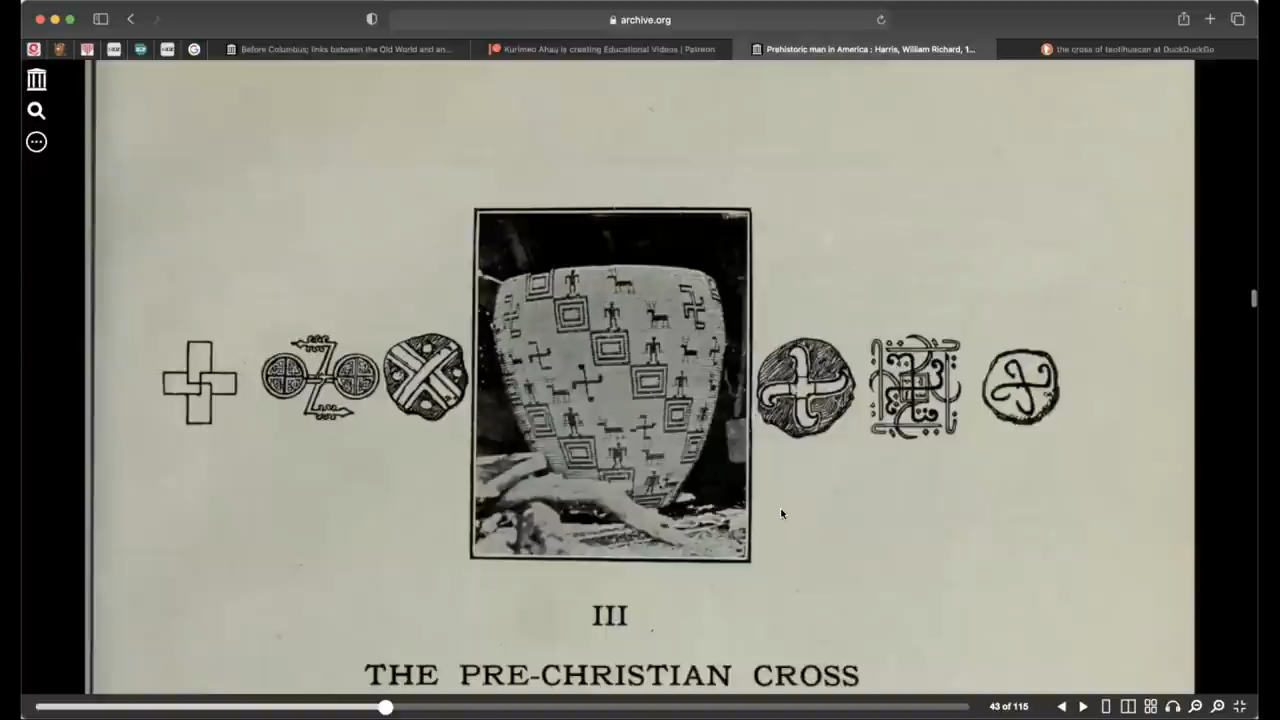 archive.org
Before Columbus; links between the Old World and an...
Kurimeo Ahau is creating Educational Videos | Patreon
Prehistoric man in America : Harris, William Richard, 1...
the cross of teotihuacan at DuckDuckGo
III
THE PRE-CHRISTIAN CROSS
43 of 115